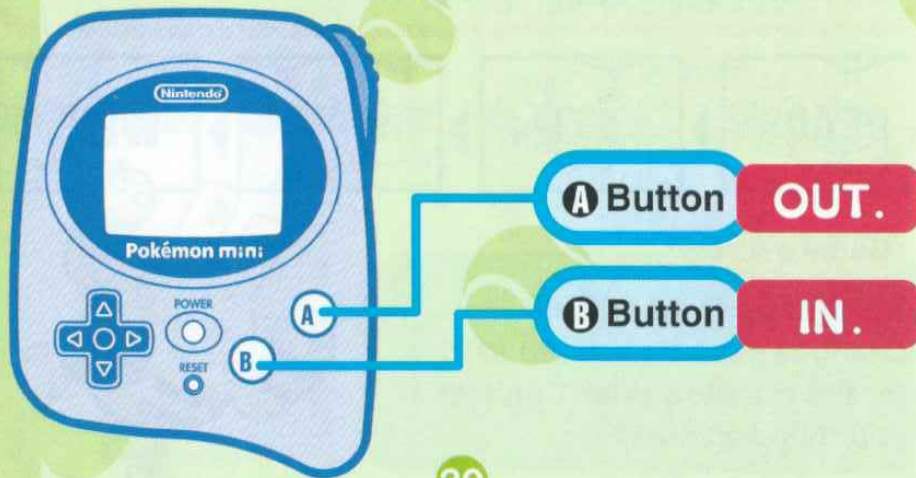 Nintendo
Pokémon mini
POWER
RESET
A
B
A Button OUT.
B Button IN.